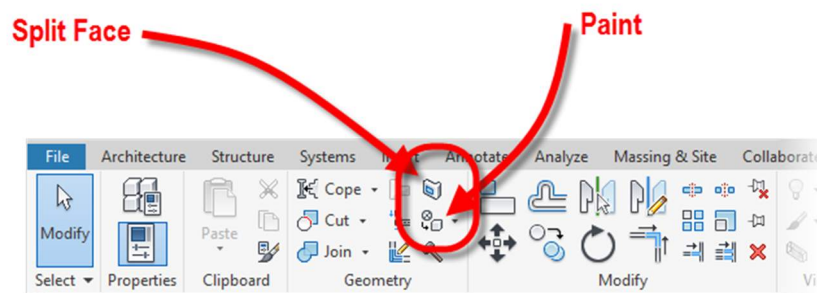 Split Face
Paint
File Architecture Structure Systems Annotate Analyze Massing & Site
Cope
Modify Paste Cut
Join
Select Properties Clipboard Geometry Modify